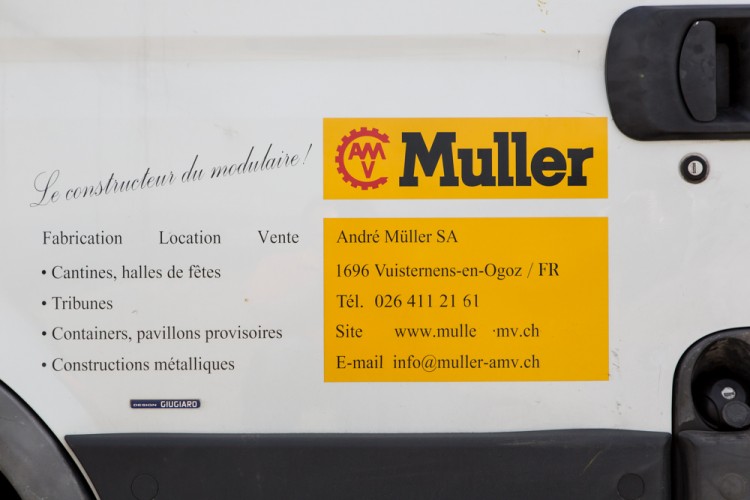 Le constructeur du modulaire!
AMV
Muller
Fabrication Location Vente
• Cantines, halles de fêtes
• Tribunes
• Containers, pavillons provisoires
• Constructions métalliques
André Müller SA
1696 Vuisternens-en-Ogoz / FR
Tél. 026 411 21 61
Site www.mulle -mv.ch
E-mail info@muller-amv.ch
GIUGIARO